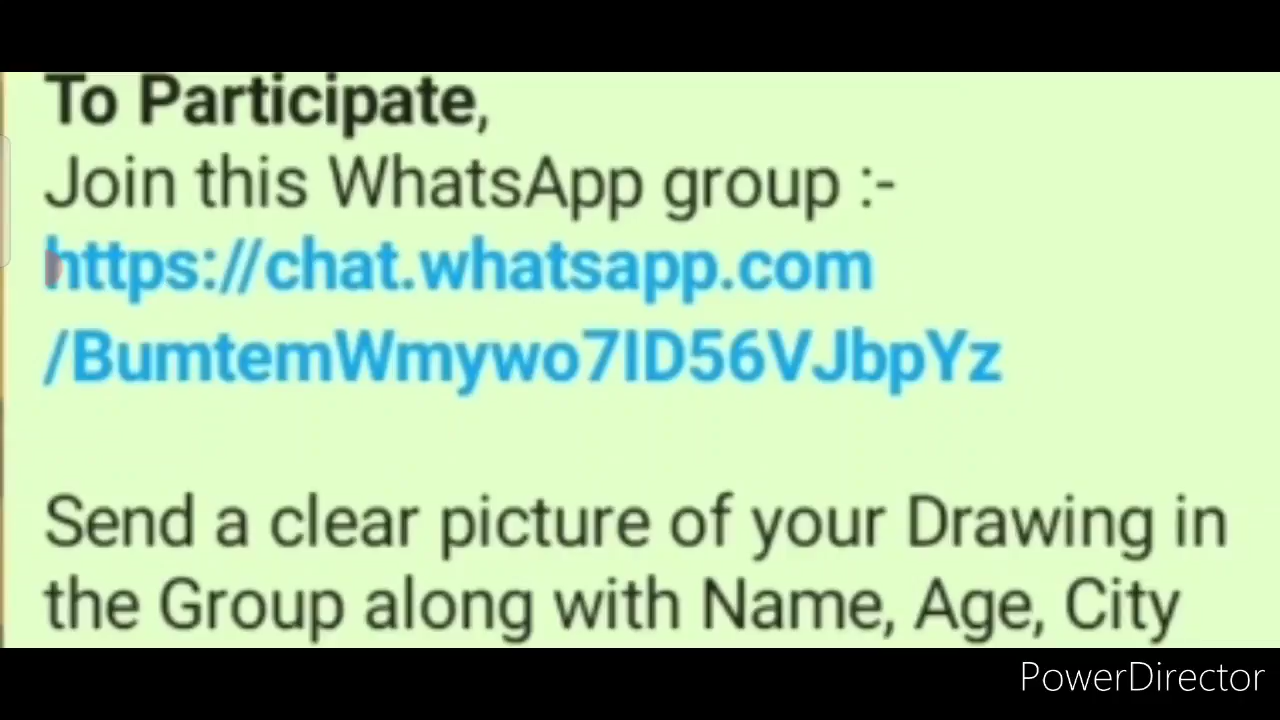 To Participate,
Join this WhatsApp group :-
https://chat.whatsapp.com
/BumtemWmywo7ID56VJbpYz
Send a clear picture of your Drawing in
the Group along with Name, Age, City
PowerDirector